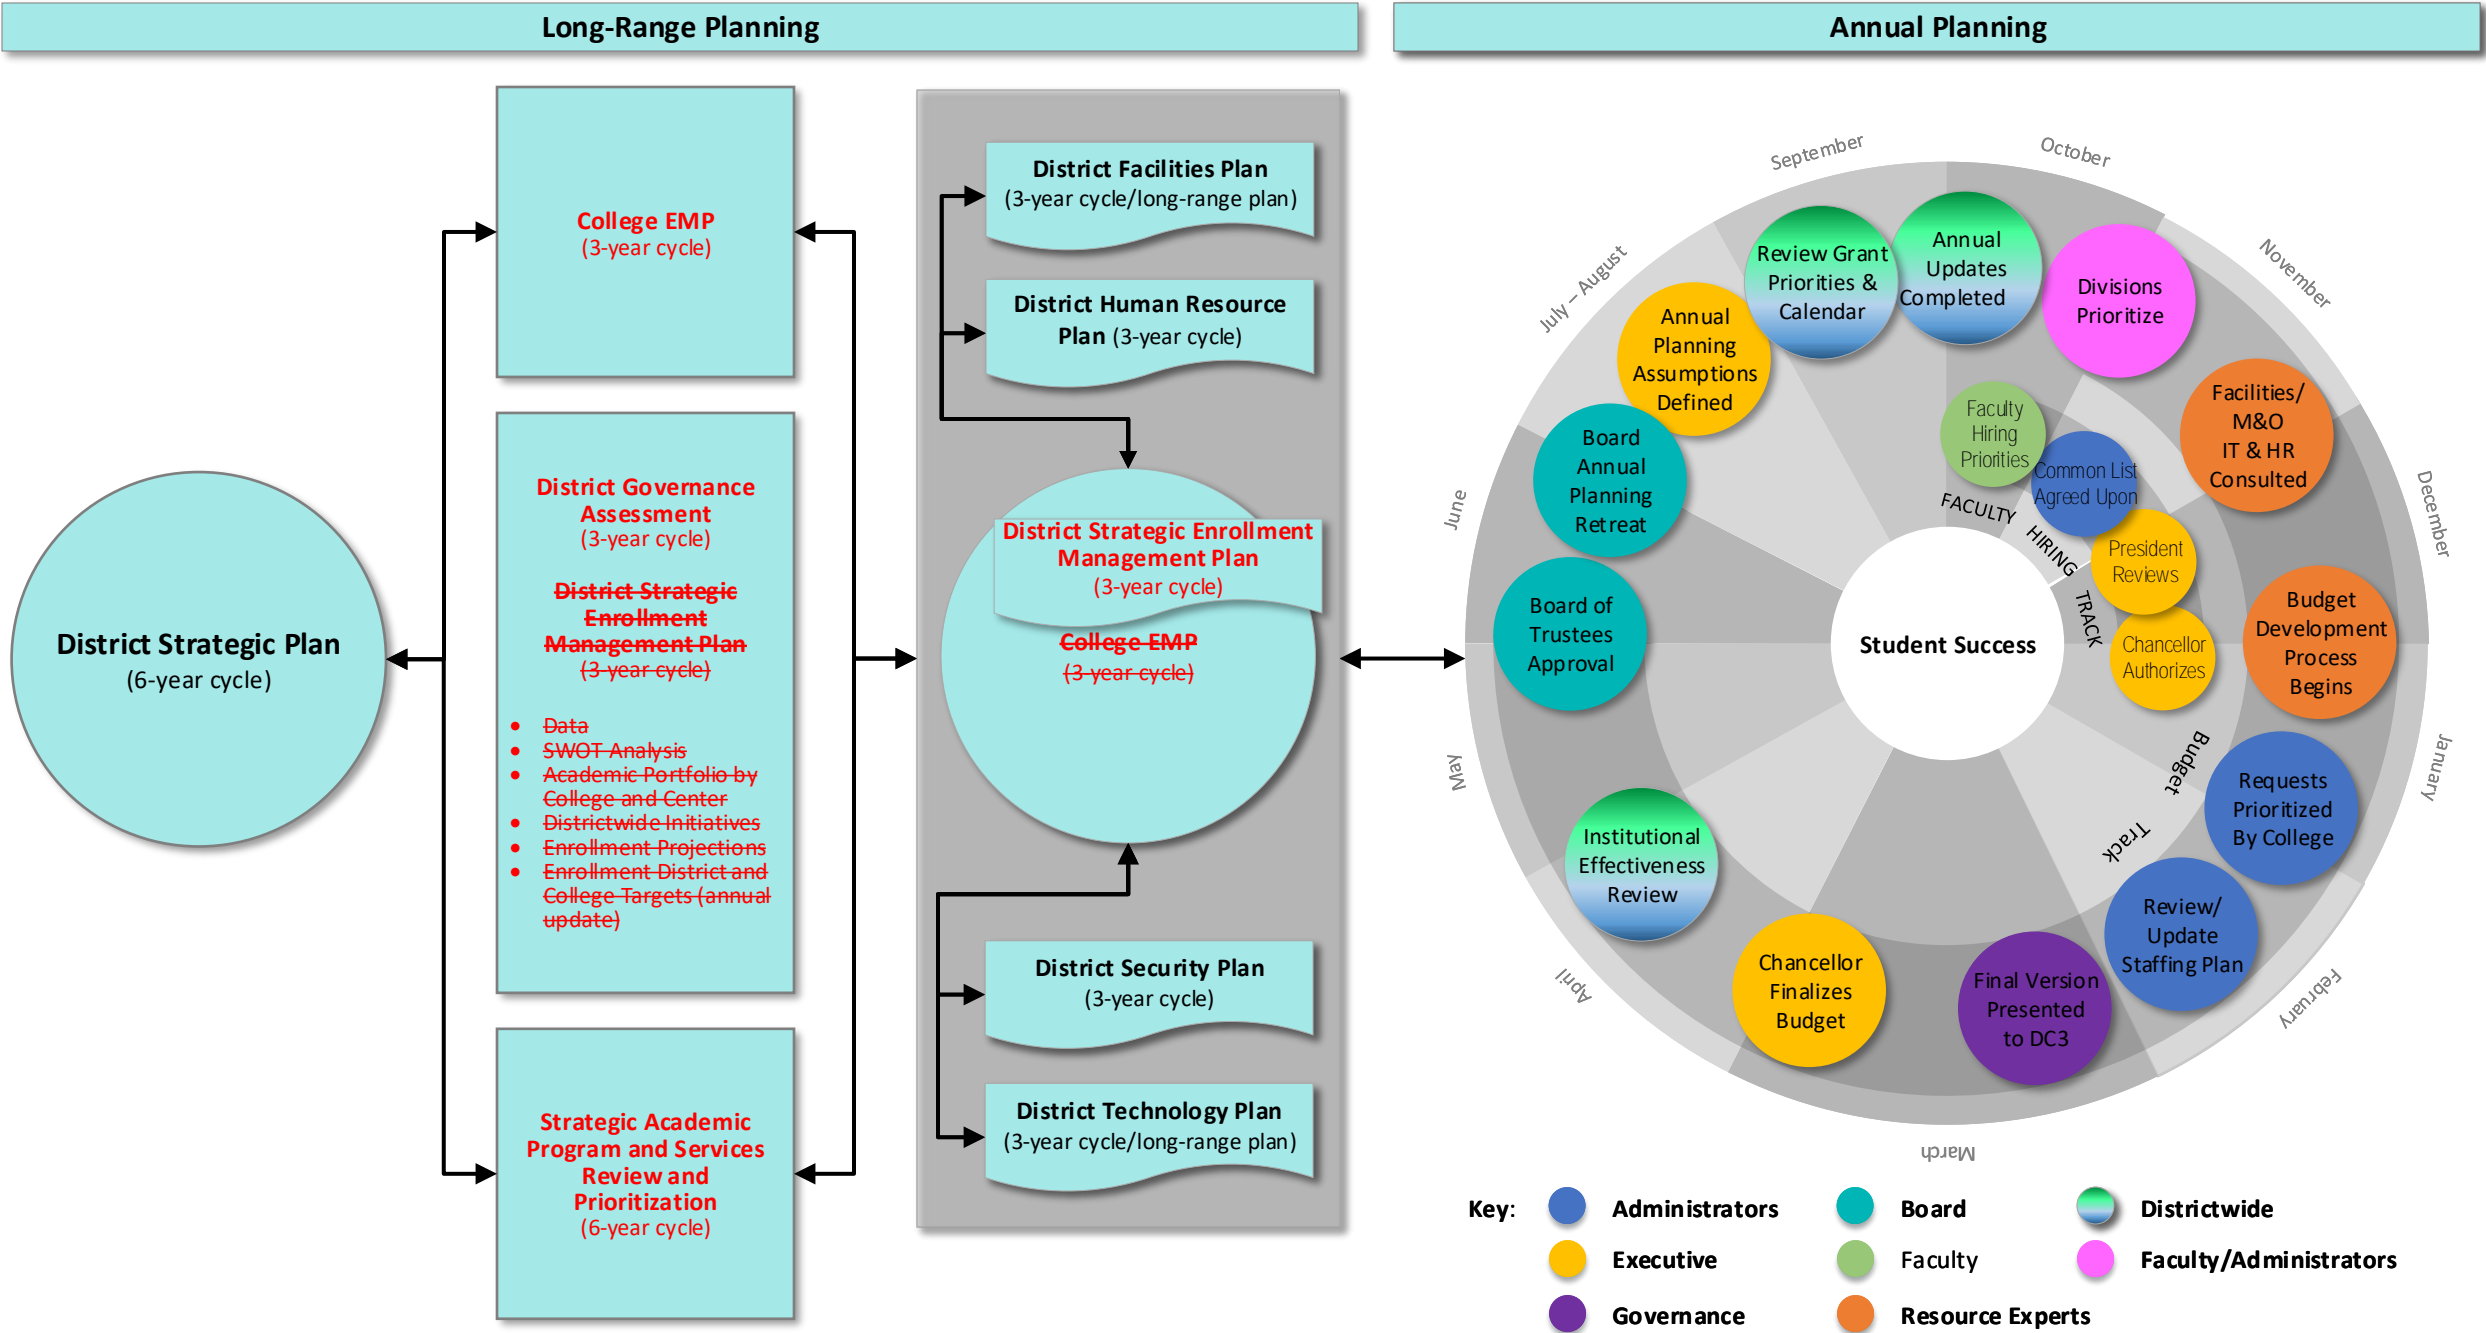 Long-Range Planning
Annual Planning
District Strategic Plan
(6-year cycle)
College EMP
(3-year cycle)
District Governance
Assessment
(3-year cycle)
District Strategic
Enrollment
Management Plan
(3-year cycle)
• Data
• SWOT Analysis
• Academic Portfolio by
College and Center
• Districtwide Initiatives
• Enrollment Projections
• Enrollment District and
College Targets (annual
update)
Strategic Academic
Program and Services
Review and
Prioritization
(6-year cycle)
District Facilities Plan
(3-year cycle/long-range plan)
District Human Resource
Plan (3-year cycle)
District Strategic Enrollment
Management Plan
(3-year cycle)
College EMP
(3-year cycle)
District Security Plan
(3-year cycle)
District Technology Plan
(3-year cycle/long-range plan)
September
October
November
December
January
February
March
April
May
June
July – August
Review Grant
Priorities &
Calendar
Annual
Updates
Completed
Divisions
Prioritize
Facilities/
M&O
IT & HR
Consulted
Budget
Development
Process
Begins
Requests
Prioritized
By College
Review/
Update
Staffing Plan
Final Version
Presented
to DC3
Chancellor
Finalizes
Budget
Institutional
Effectiveness
Review
Board of
Trustees
Approval
Board
Annual
Planning
Retreat
Annual
Planning
Assumptions
Defined
Faculty
Hiring
Priorities
Common List
Agreed Upon
President
Reviews
Chancellor
Authorizes
FACULTY
HIRING
TRACK
Budget
Track
Student Success
Key:
Administrators
Board
Districtwide
Executive
Faculty
Faculty/Administrators
Governance
Resource Experts